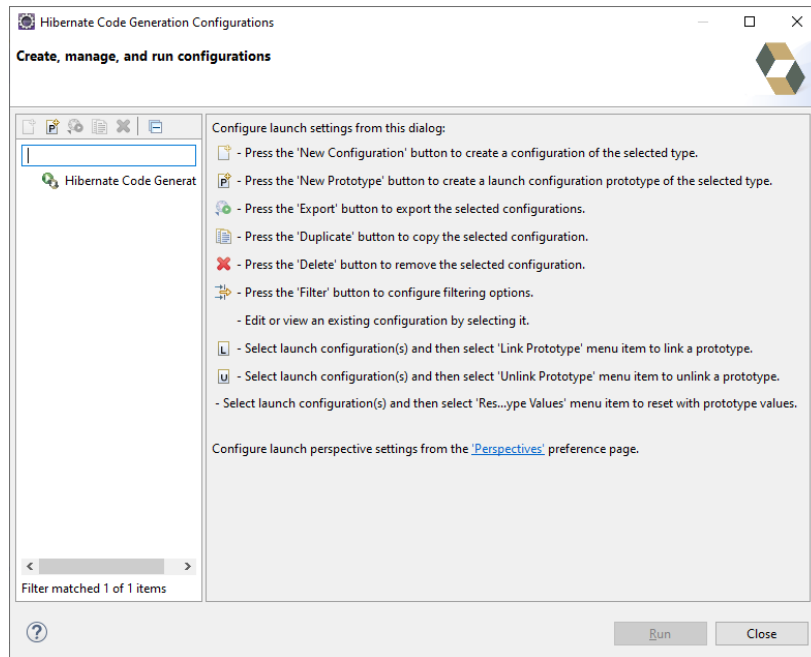 Hibernate Code Generation Configurations
Create, manage, and run configurations
Hibernate Code Generat
Filter matched 1 of 1 items
Configure launch settings from this dialog:
- Press the 'New Configuration' button to create a configuration of the selected type.
P - Press the 'New Prototype' button to create a launch configuration prototype of the selected type.
- Press the 'Export' button to export the selected configurations.
- Press the 'Duplicate' button to copy the selected configuration.
- Press the 'Delete' button to remove the selected configuration.
- Press the 'Filter' button to configure filtering options.
- Edit or view an existing configuration by selecting it.
L - Select launch configuration(s) and then select 'Link Prototype' menu item to link a prototype.
U - Select launch configuration(s) and then select 'Unlink Prototype' menu item to unlink a prototype.
- Select launch configuration(s) and then select 'Res...ype Values' menu item to reset with prototype values.
Configure launch perspective settings from the 'Perspectives' preference page.
?
Run
Close